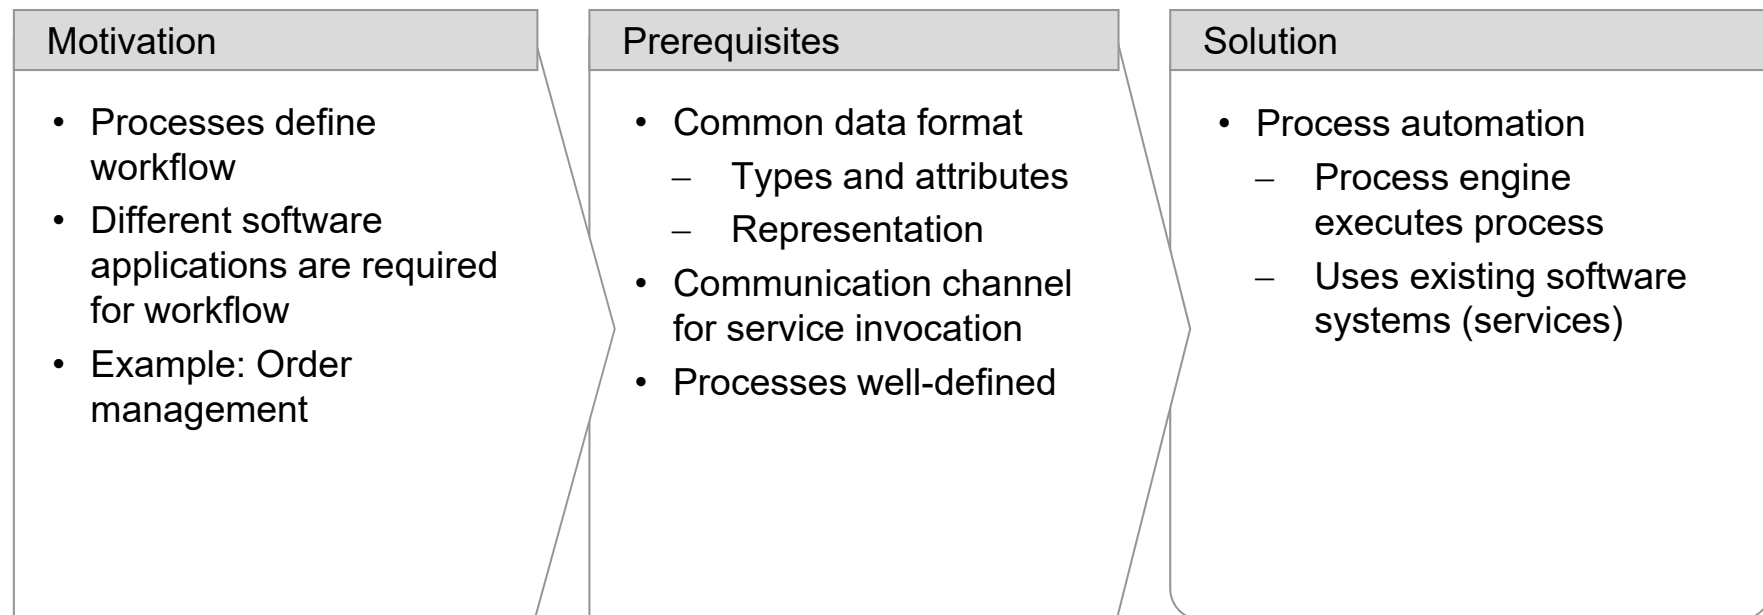 Motivation
• Processes define
workflow
• Different software
applications are required
for workflow
• Example: Order
management
Prerequisites
• Common data format
– Types and attributes
– Representation
• Communication channel
for service invocation
• Processes well-defined
Solution
• Process automation
– Process engine
executes process
– Uses existing software
systems (services)